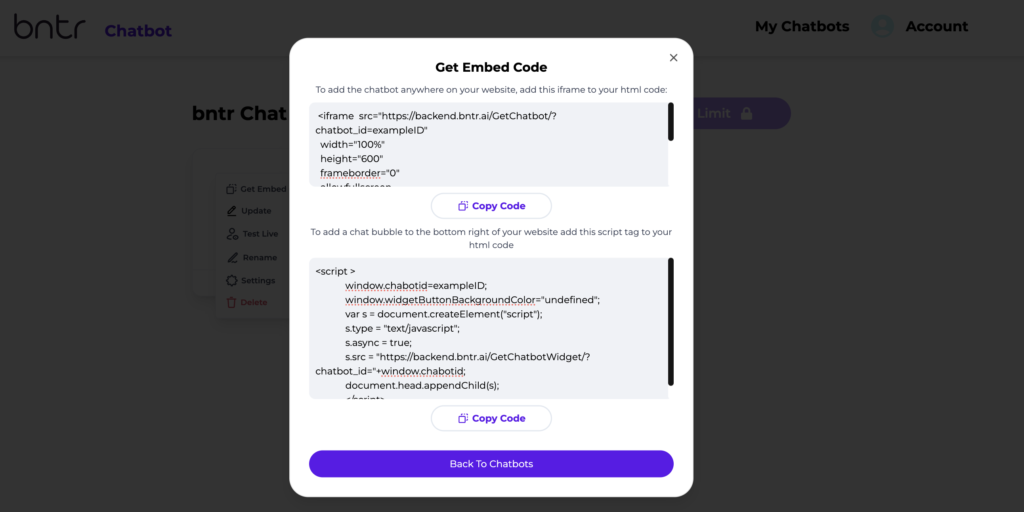 bntr Chatbot
My Chatbots
Account
Get Embed Code
To add the chatbot anywhere on your website, add this iframe to your html code:
bntr Chat
Limit
<iframe  src="https://backend.bntr.ai/GetChatbot/?
chatbot_id=exampleID"
width="100%"
height="600"
frameborder="0"
allowfullscreen
Get Embed
Update
Test Live
Rename
Settings
Delete
Copy Code
To add a chat bubble to the bottom right of your website add this script tag to your
html code
<script >
window.chabotid=exampleID;
window.widgetButtonBackgroundColor="undefined";
var s = document.createElement("script");
s.type = "text/javascript";
s.async = true;
s.src = "https://backend.bntr.ai/GetChatbotWidget/?
chatbot_id="+window.chabotid;
document.head.appendChild(s);
</script>
Copy Code
Back To Chatbots